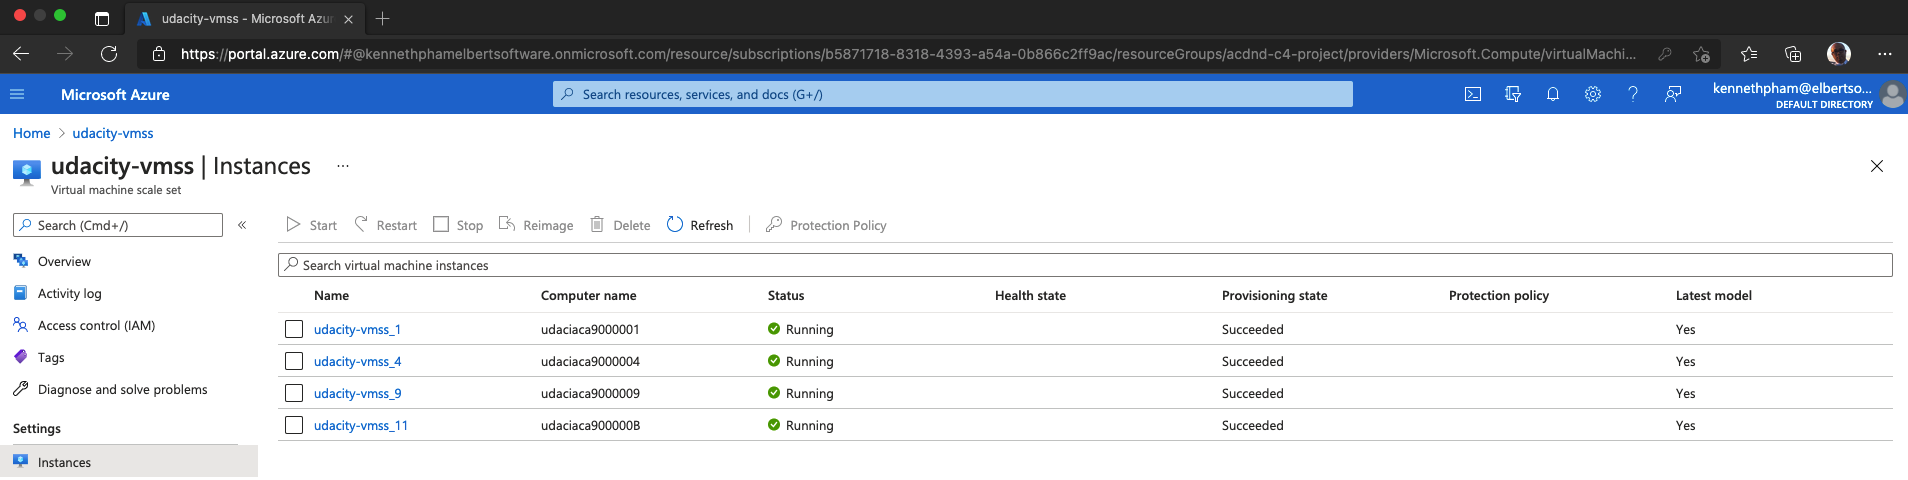 udacity-vmss - Microsoft Azur
https://portal.azure.com/#@kennethphamelbertsoftware.onmicrosoft.com/resource/subscriptions/b5871718-8318-4393-a54a-0b866c2ff9ac/resourceGroups/acdnd-c4-project/providers/Microsoft.Compute/virtualMachi...
Microsoft Azure
Search resources, services, and docs (G+/)
kennethpham@elbertso...
DEFAULT DIRECTORY
Home > udacity-vmss
udacity-vmss | Instances ...
Virtual machine scale set
Search (Cmd+/) «
Start Restart Stop Reimage Delete Refresh Protection Policy
Overview
Activity log
Access control (IAM)
Tags
Diagnose and solve problems
Settings
Instances
Search virtual machine instances
Name Computer name Status Health state Provisioning state Protection policy Latest model
udacity-vmss_1 udaciaca9000001 Running Succeeded Yes
udacity-vmss_4 udaciaca9000004 Running Succeeded Yes
udacity-vmss_9 udaciaca9000009 Running Succeeded Yes
udacity-vmss_11 udaciaca900000B Running Succeeded Yes